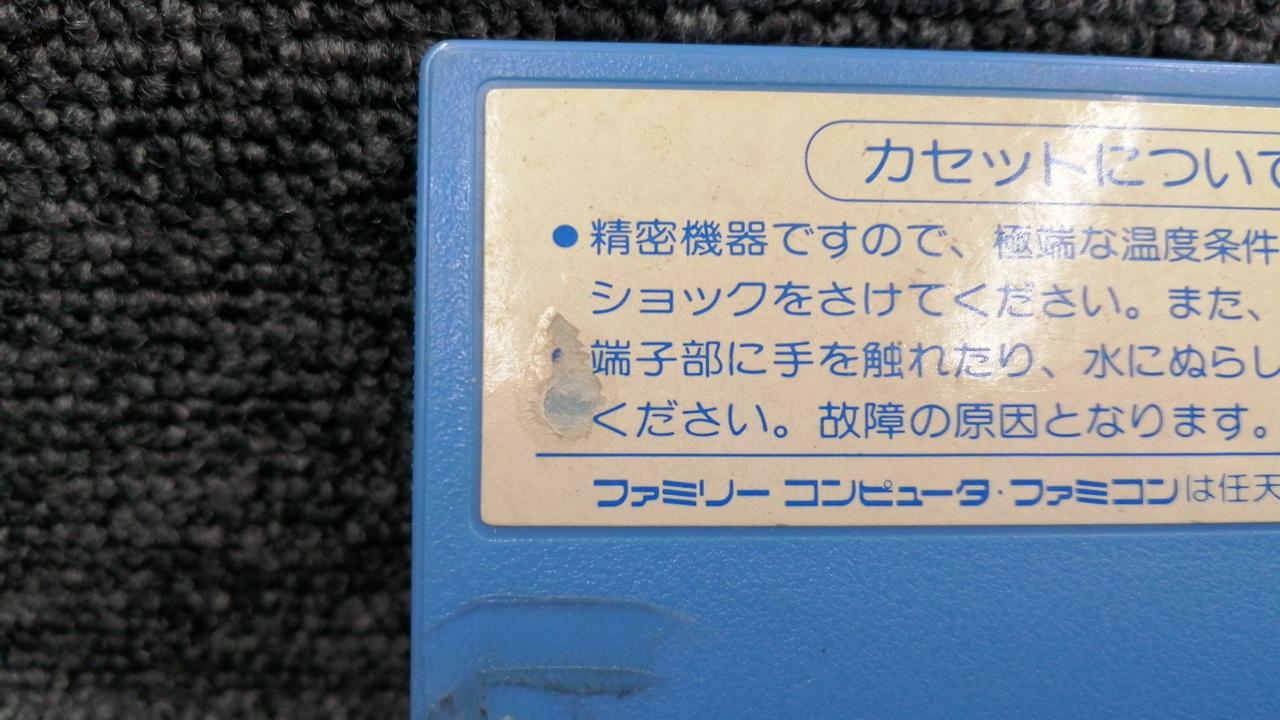 カセットについて
●精密機器ですので、極端な温度条件
ショックをさけてください。また、
●端子部に手を触れたり、水にぬらし
ください。故障の原因となります。
ファミリー コンピュータ・ファミコンは任天